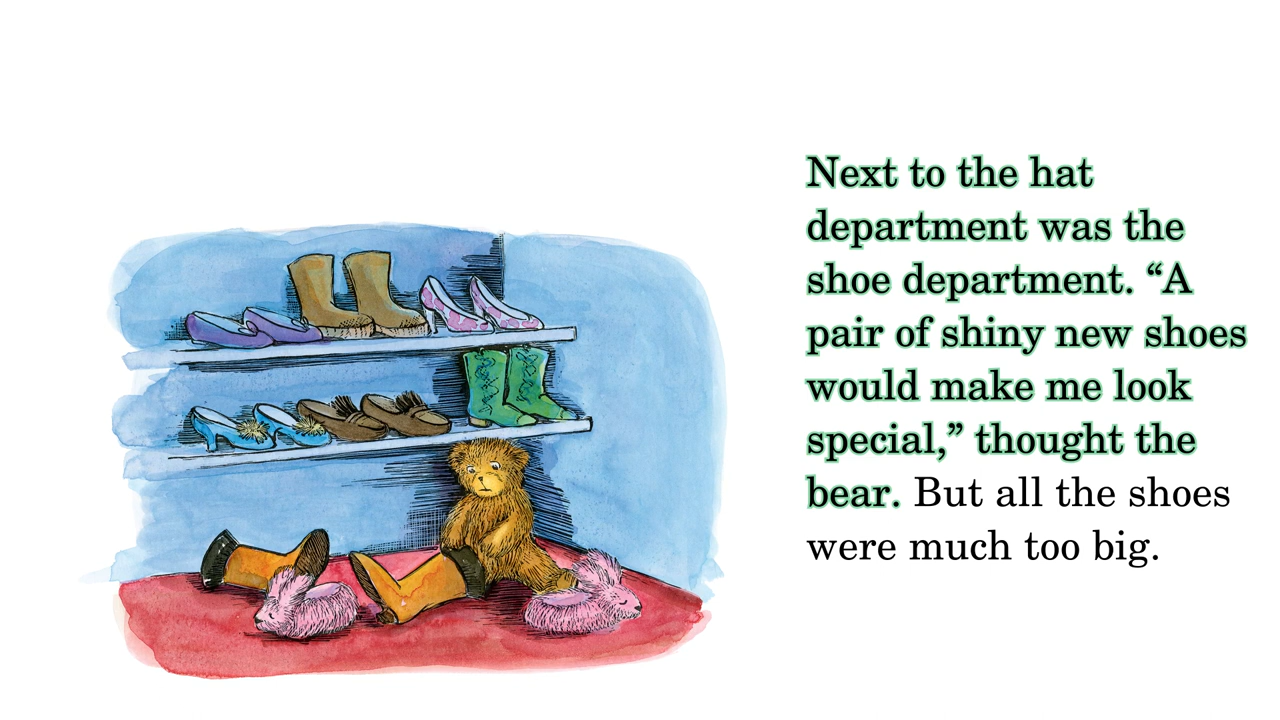 Next to the hat
department was the
shoe department. “A
pair of shiny new shoes
would make me look
special,” thought the
bear. But all the shoes
were much too big.